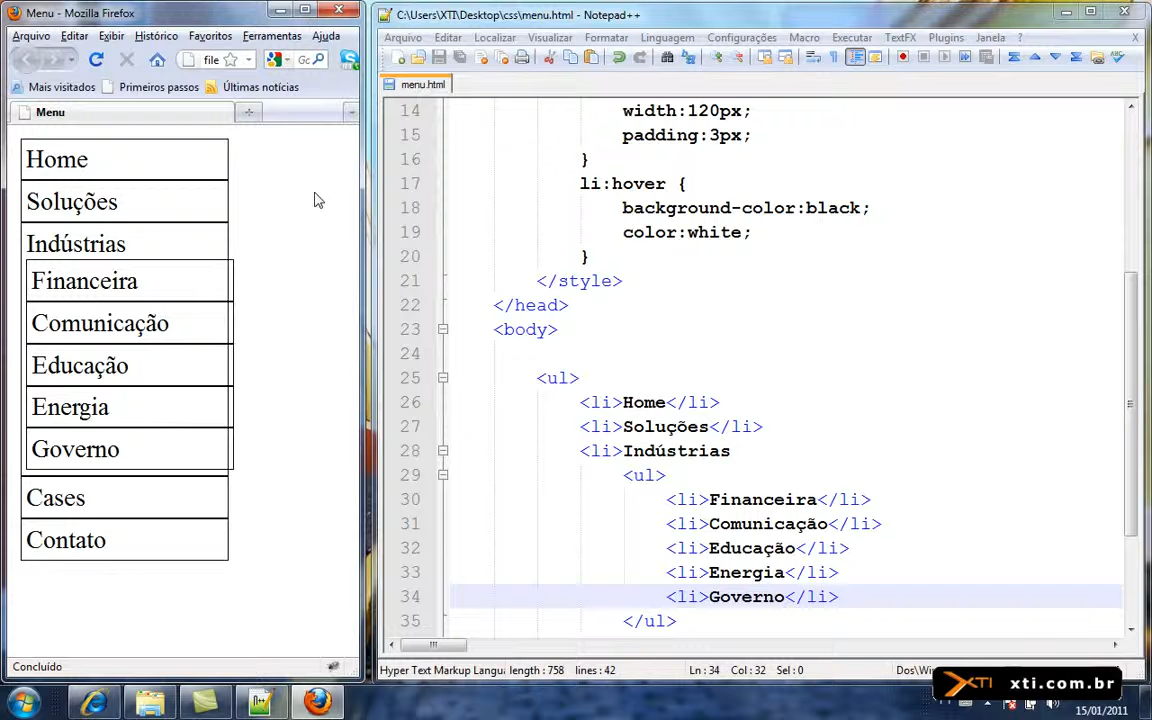 Menu - Mozilla Firefox
Arquivo Editar Exibir Histórico Favoritos Ferramentas Ajuda
file
Mais visitados Primeiros passos Últimas notícias
Menu
Home
Soluções
Indústrias
Financeira
Comunicação
Educação
Energia
Governo
Cases
Contato
Concluído
C:\Users\XTI\Desktop\css\menu.html - Notepad++
Arquivo Editar Localizar Visualizar Formatar Linguagem Configurações Macro Executar TextFX Plugins Janela ? X
menu.html
14 width:120px;
15 padding:3px;
16 }
17 li:hover {
18 background-color:black;
19 color:white;
20 }
21 </style>
22 </head>
23 <body>
24
25 <ul>
26 <li>Home</li>
27 <li>Soluções</li>
28 <li>Indústrias
29 <ul>
30 <li>Financeira</li>
31 <li>Comunicação</li>
32 <li>Educação</li>
33 <li>Energia</li>
34 <li>Governo</li>
35 </ul>
Hyper Text Markup Langu length : 758 lines : 42 Ln : 34 Col : 32 Sel : 0 Dos\Win
XTI xti.com.br
15/01/2011